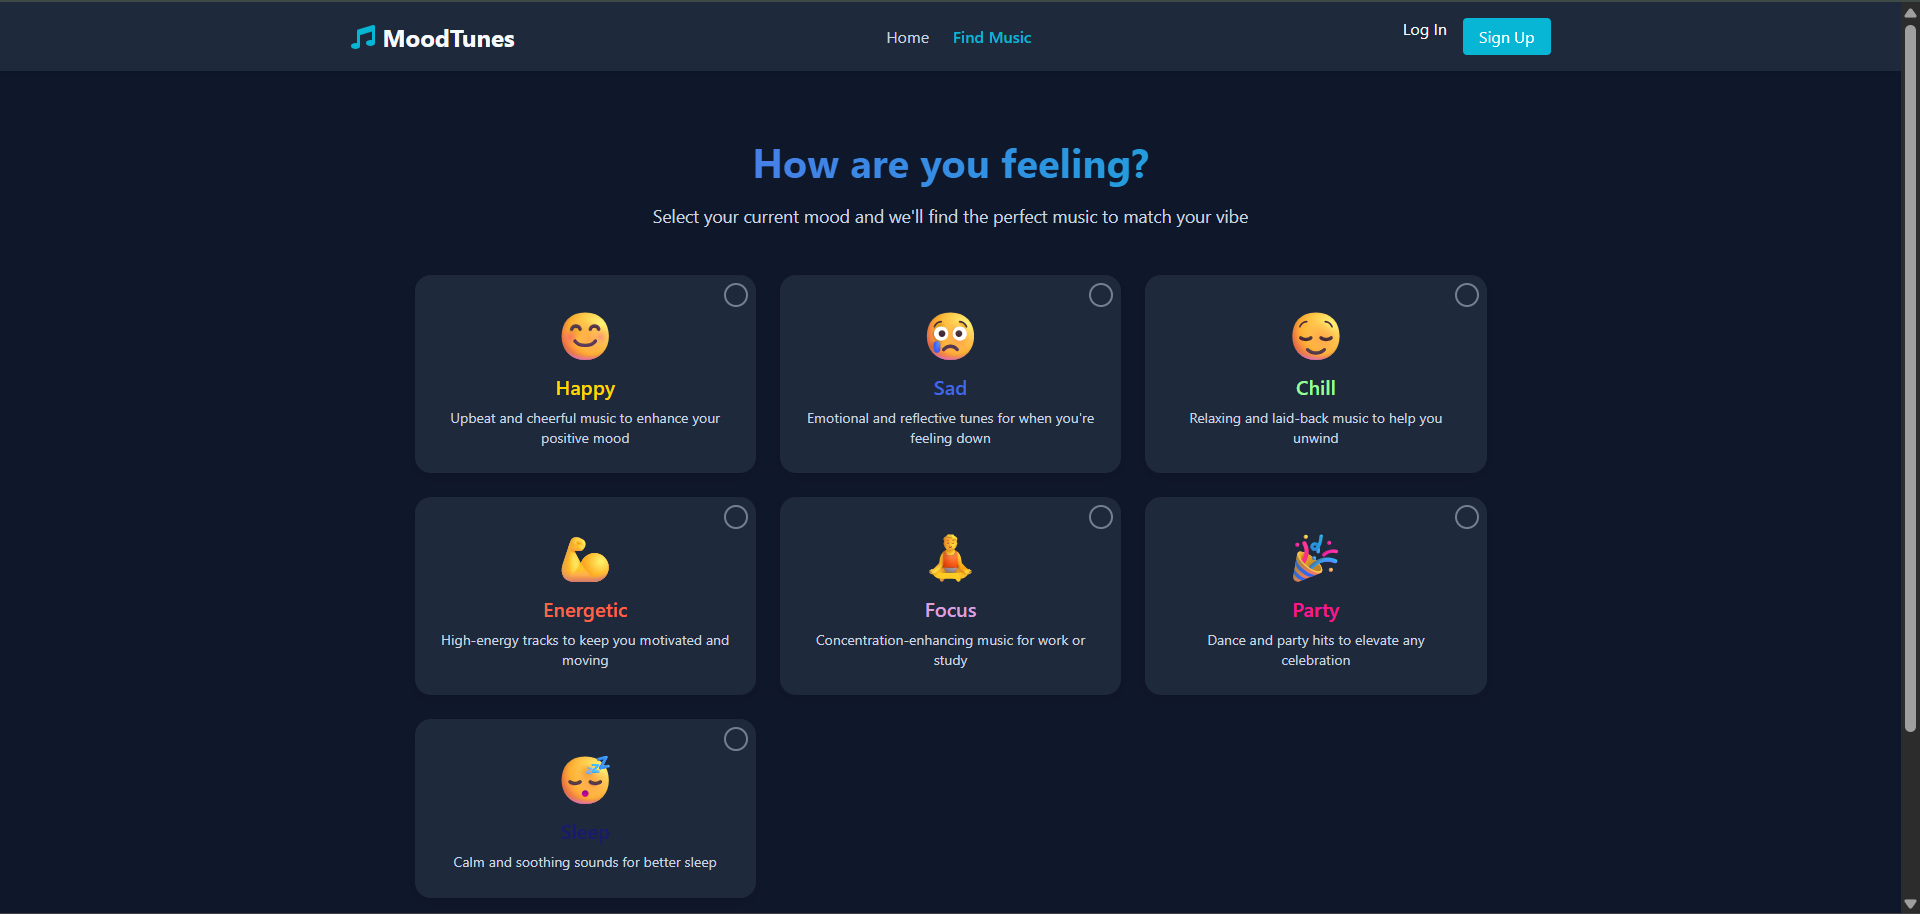 MoodTunes
Home
Find Music
Log In
Sign Up
How are you feeling?
Select your current mood and we'll find the perfect music to match your vibe
Happy
Upbeat and cheerful music to enhance your
positive mood
Sad
Emotional and reflective tunes for when you're
feeling down
Chill
Relaxing and laid-back music to help you
unwind
Energetic
High-energy tracks to keep you motivated and
moving
Focus
Concentration-enhancing music for work or
study
Party
Dance and party hits to elevate any
celebration
Sleep
Calm and soothing sounds for better sleep